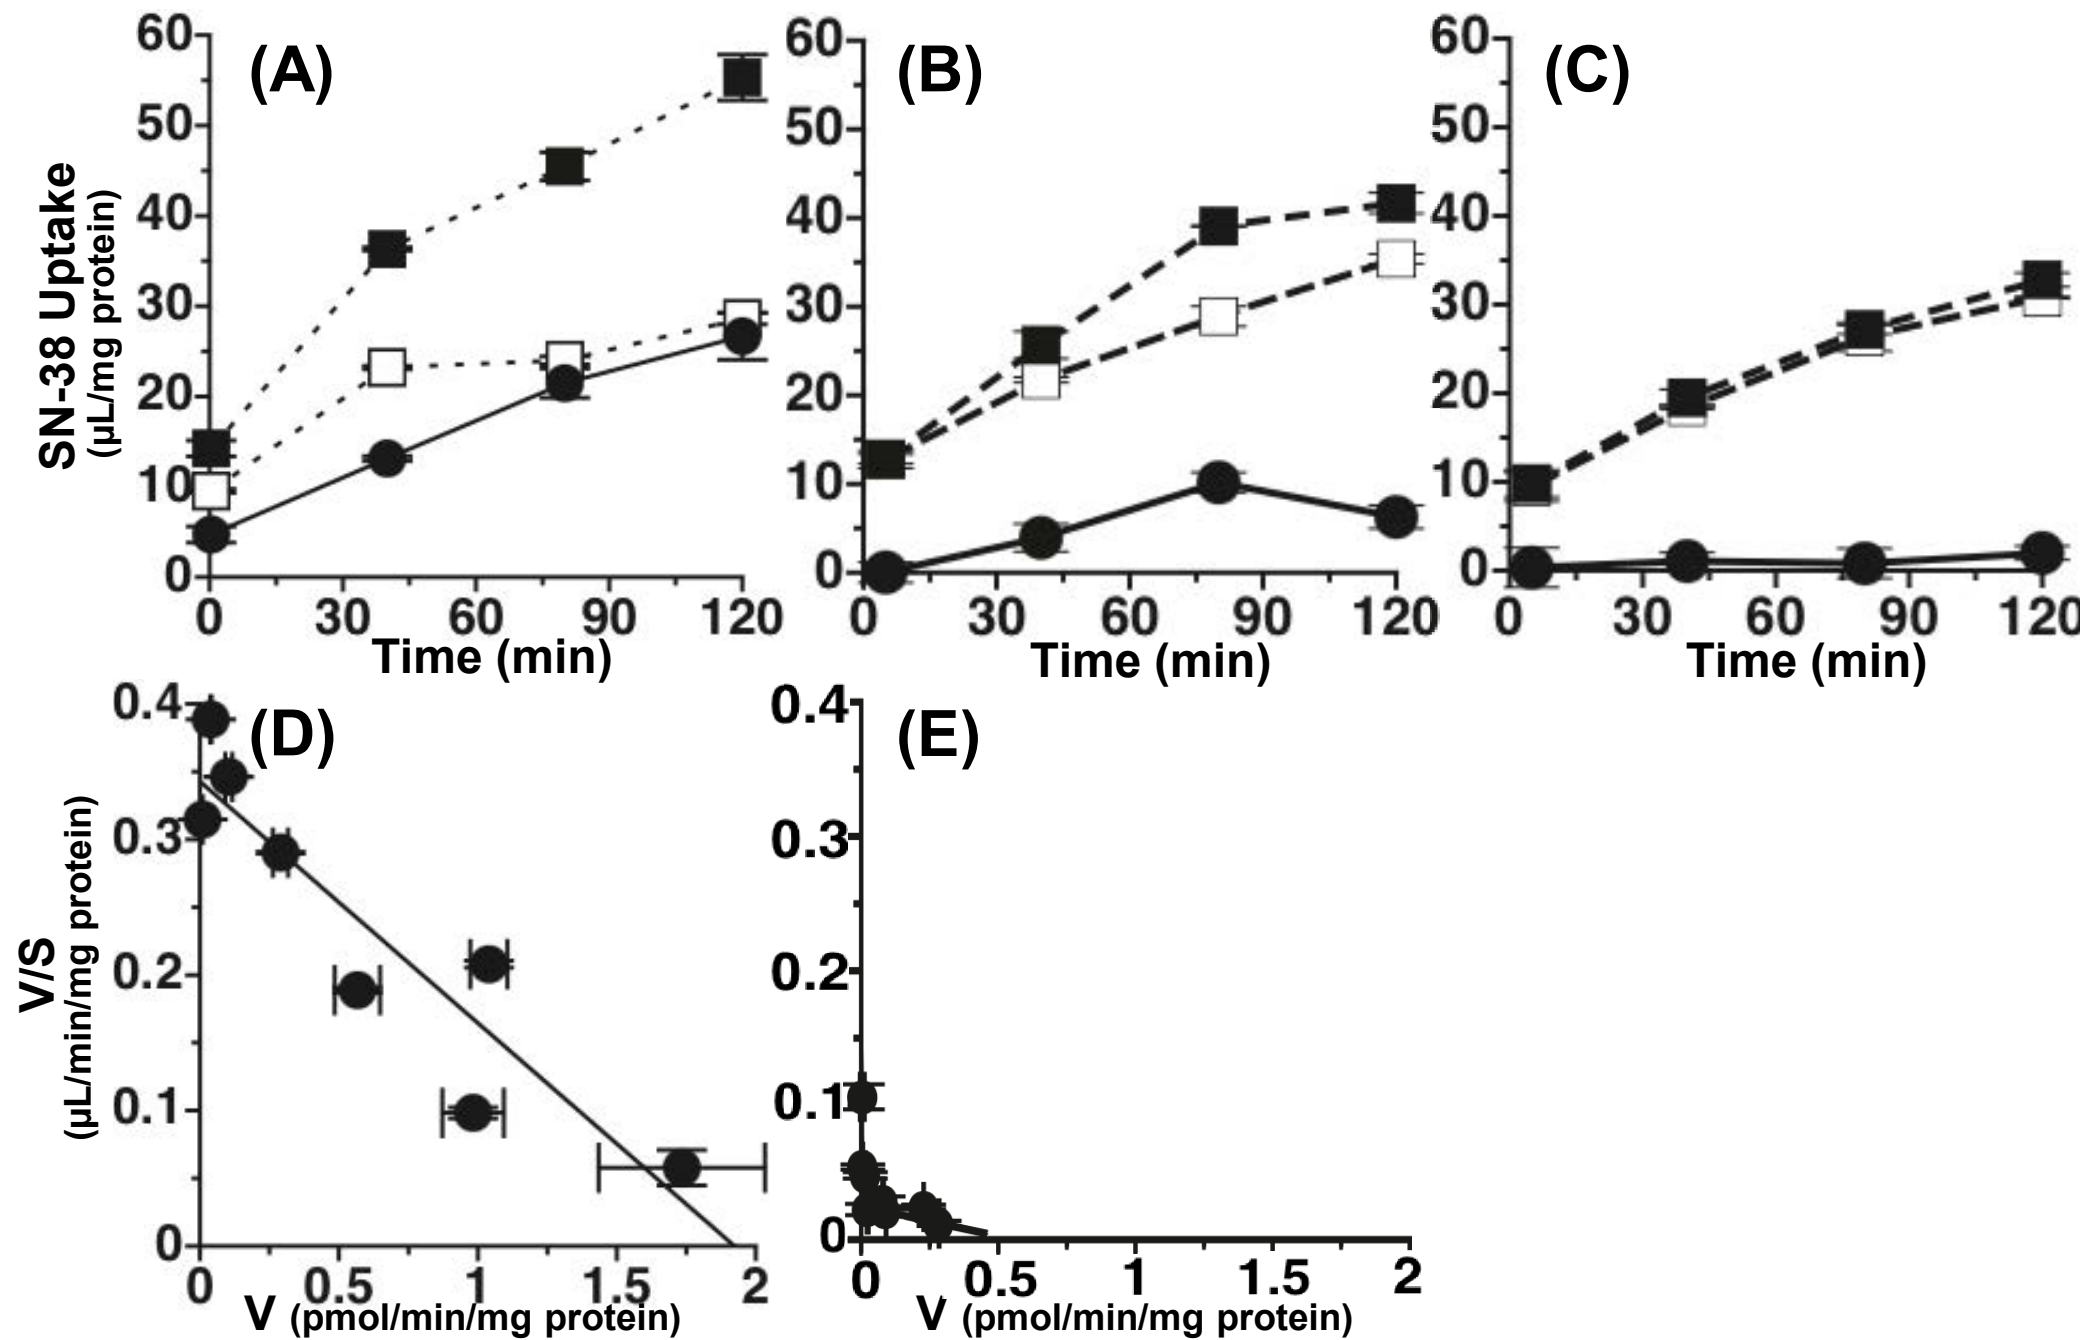 (A)
60
50
40
30
20
10
0
0 30 60 90 120
Time (min)
SN-38 Uptake
(µL/mg protein)
(B)
60
50
40
30
20
10
0
0 30 60 90 120
Time (min)
(C)
60
50
40
30
20
10
0
0 30 60 90 120
Time (min)
(D)
0.4
0.3
0.2
0.1
0
0 0.5 1 1.5 2
V (pmol/min/mg protein)
V/S
(µL/min/mg protein)
(E)
0.4
0.3
0.2
0.1
0
0 0.5 1 1.5 2
V (pmol/min/mg protein)